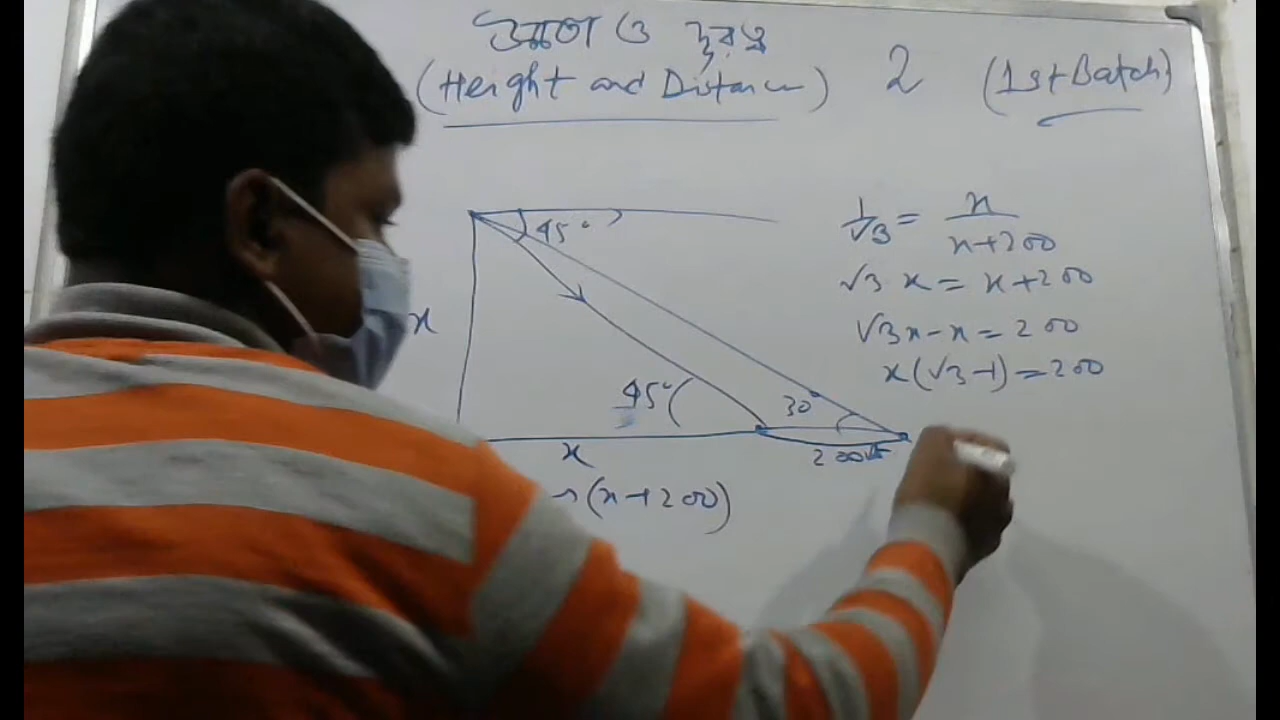 উচ্চতা ও দূরত্ব
(Height and Distance) 2 (1st Batch)
45°
x
45°
30
x
200
(x+200)
1/√3 = x/x+200
√3 x = x+200
√3x-x = 200
x(√3-1) = 200